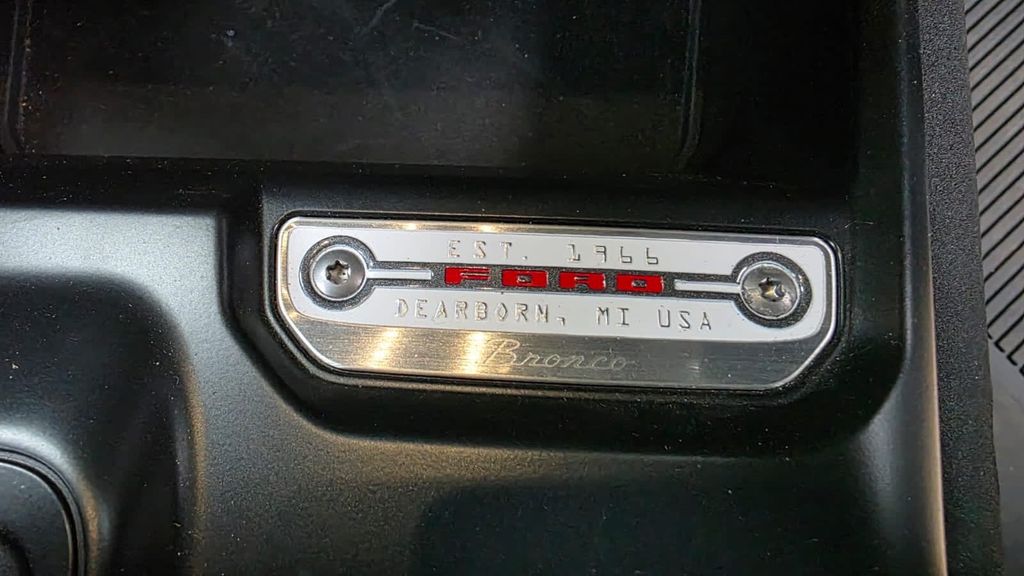 EST. 1966
FORD
DEARBORN, MI USA
Bronco